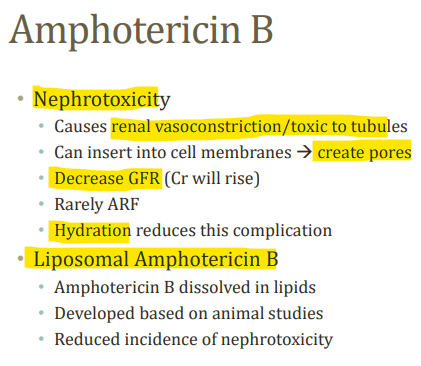 Amphotericin B
• Nephrotoxicity
• Causes renal vasoconstriction/toxic to tubules
• Can insert into cell membranes → create pores
• Decrease GFR (Cr will rise)
• Rarely ARF
• Hydration reduces this complication
• Liposomal Amphotericin B
• Amphotericin B dissolved in lipids
• Developed based on animal studies
• Reduced incidence of nephrotoxicity